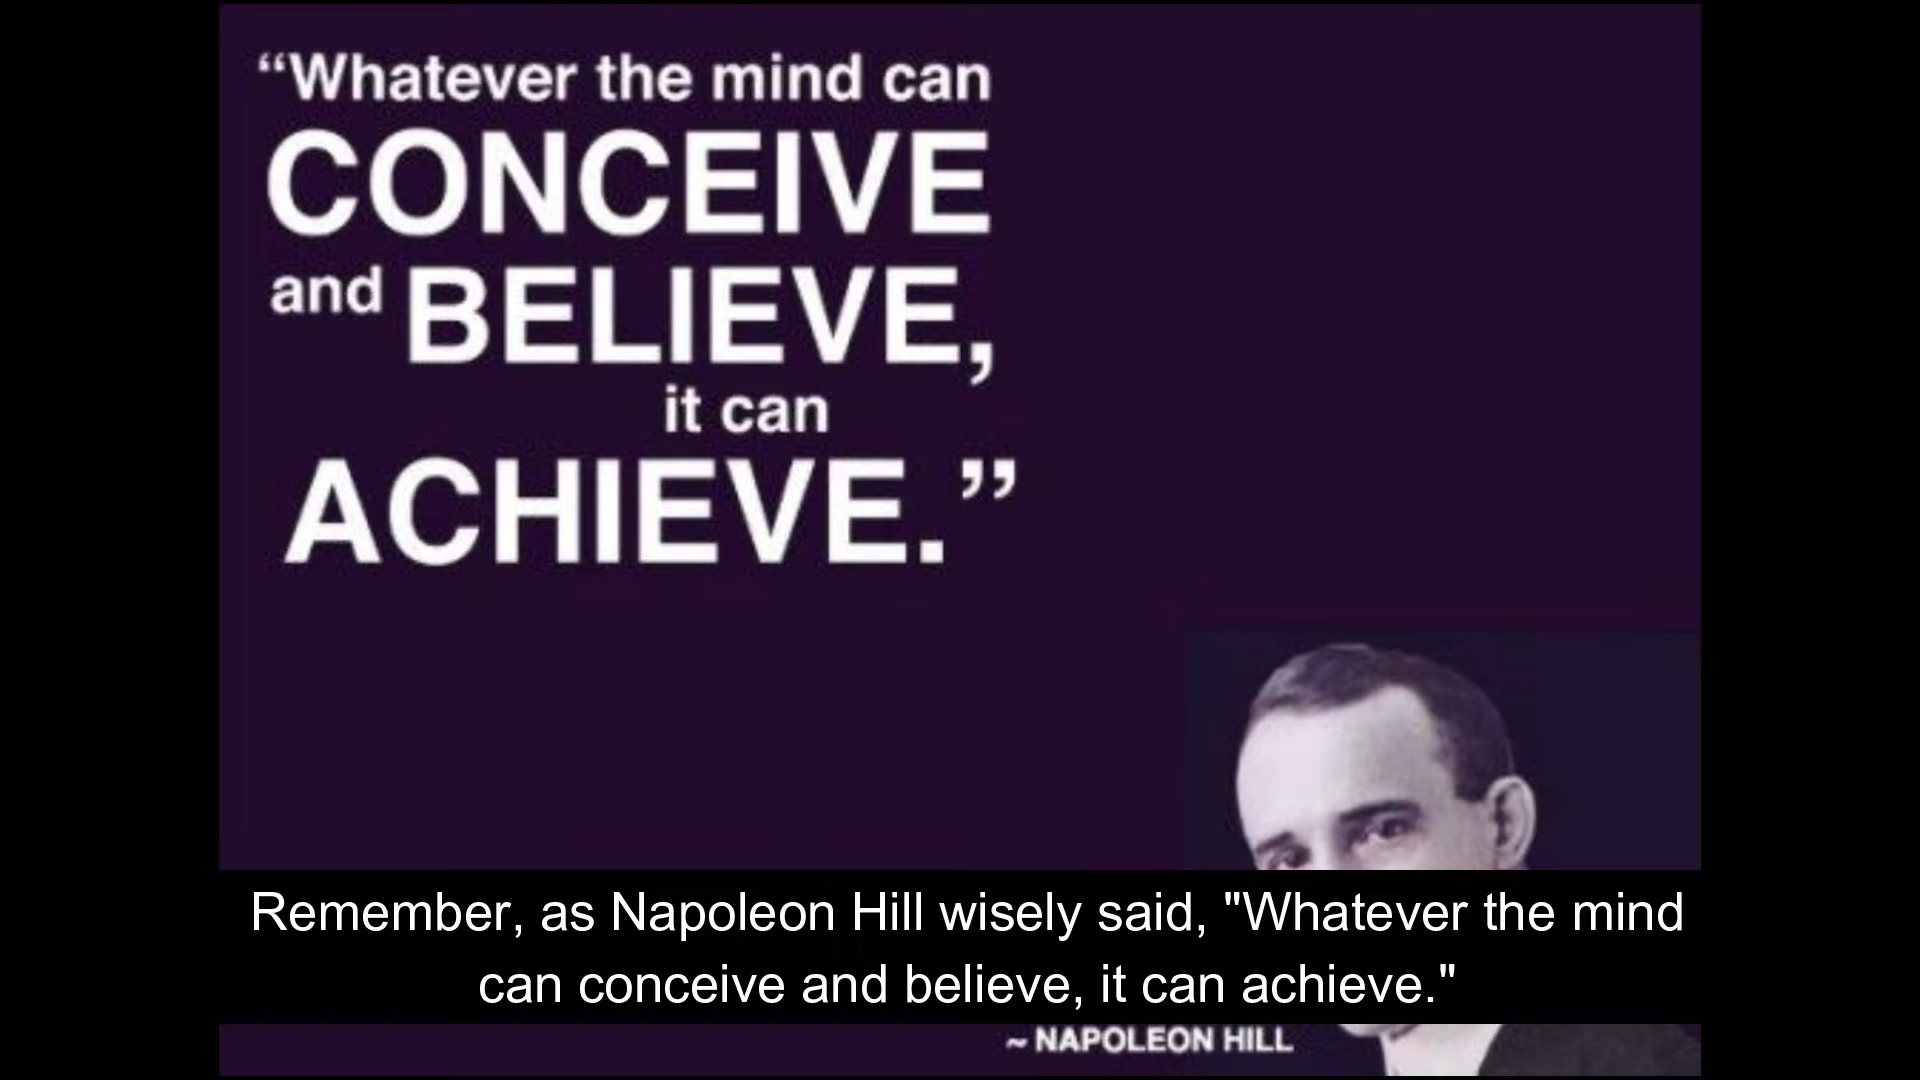 “Whatever the mind can
CONCEIVE
and BELIEVE,
it can
ACHIEVE.”
Remember, as Napoleon Hill wisely said, "Whatever the mind
can conceive and believe, it can achieve."
~ NAPOLEON HILL